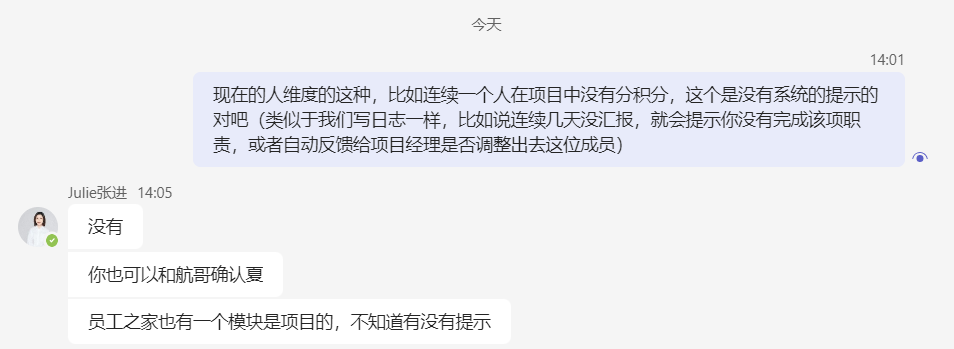 今天
14:01
现在的人维度的这种，比如连续一个人在项目中没有分积分，这个是没有系统的提示的
对吧（类似于我们写日志一样，比如说连续几天没汇报，就会提示你没有完成该项职
责，或者自动反馈给项目经理是否调整出去这位成员）
Julie张进 14:05
没有
你也可以和航哥确认夏
员工之家也有一个模块是项目的，不知道有没有提示